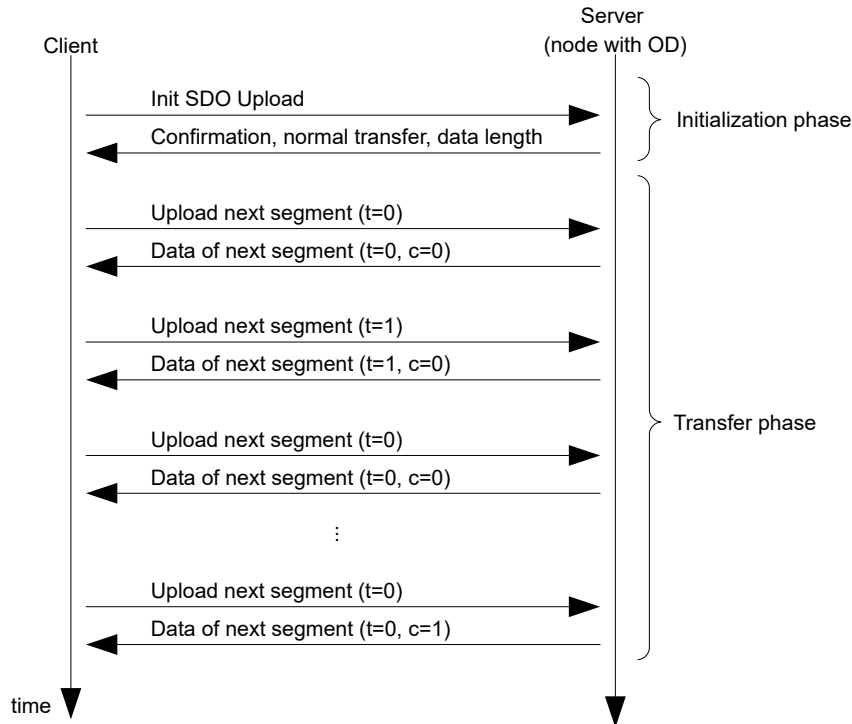 Server
Client
(node with OD)
Init SDO Upload
Initialization phase
Confirmation, normal transfer, data length
Upload next segment (t=0)
Data of next segment (t=0, c=0)
Upload next segment (t=1)
Data of next segment (t=1, c=0)
Transfer phase
Upload next segment (t=0)
Data of next segment (t=0, c=0)
⋮
Upload next segment (t=0)
Data of next segment (t=0, c=1)
time